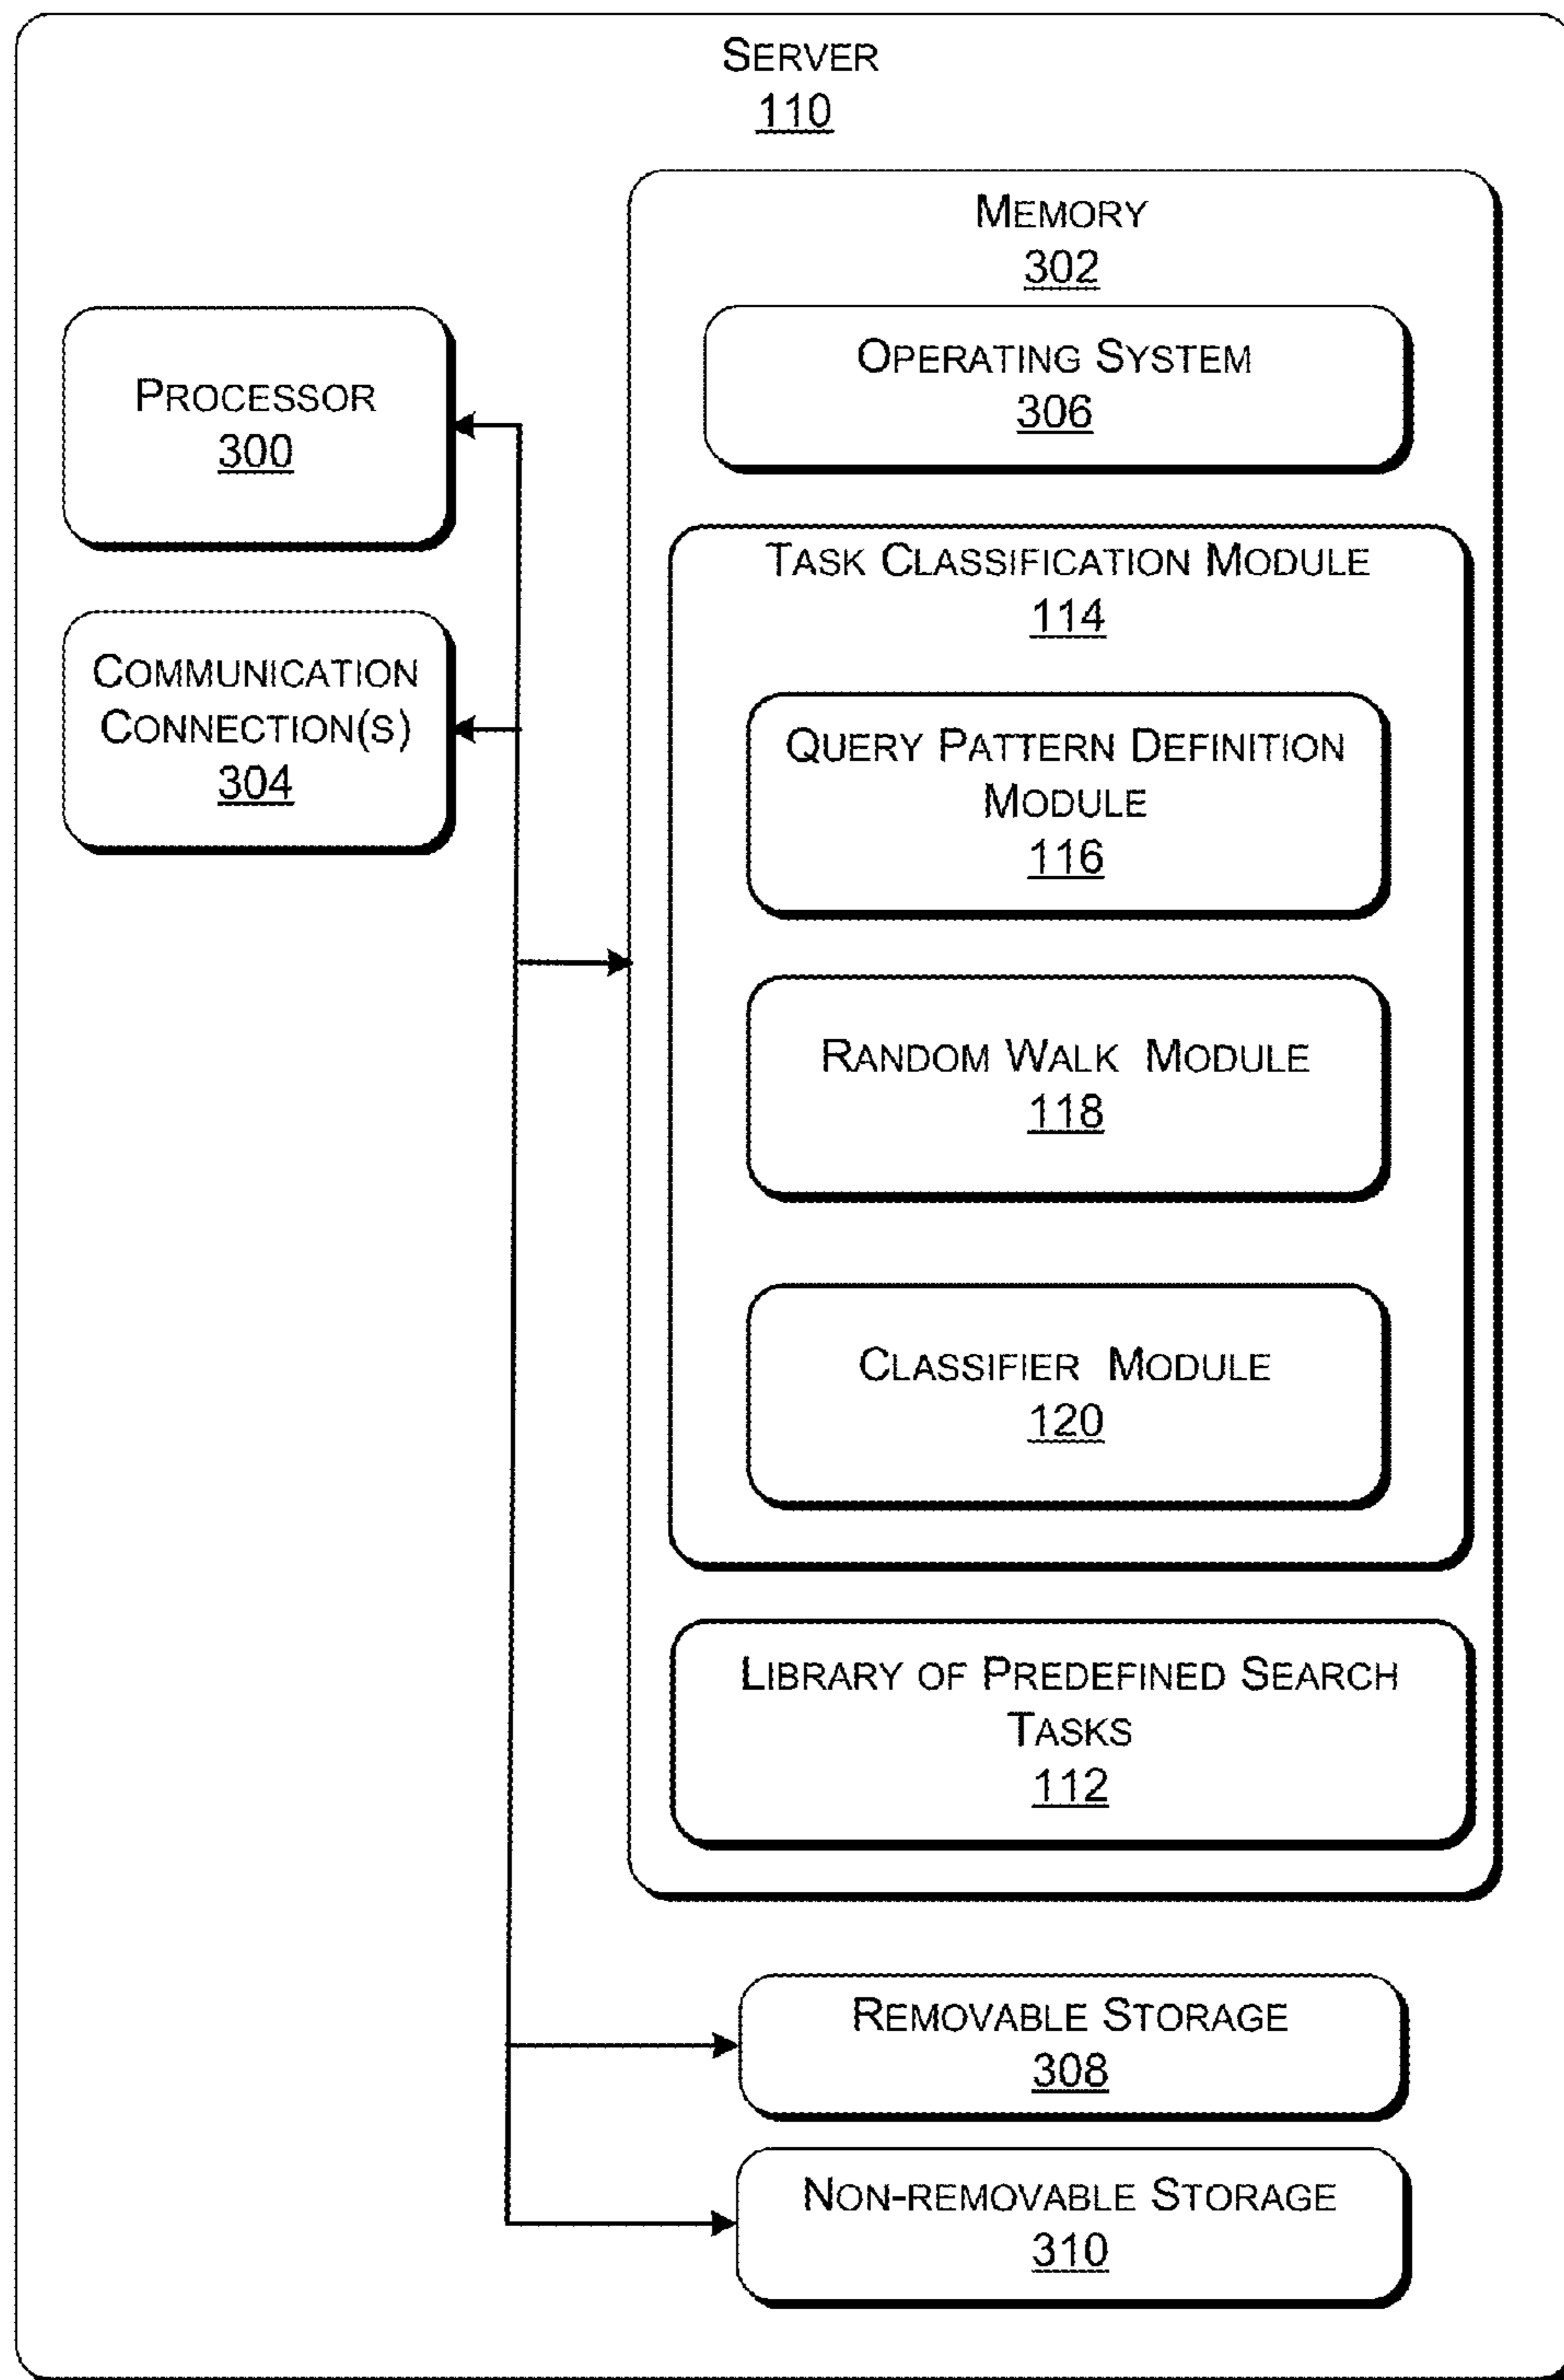 SERVER
110
MEMORY
302
OPERATING SYSTEM
306
PROCESSOR
300
TASK CLASSIFICATION MODULE
114
COMMUNICATION
CONNECTION(S)
304
QUERY PATTERN DEFINITION
MODULE
116
RANDOM WALK MODULE
118
CLASSIFIER MODULE
120
LIBRARY OF PREDEFINED SEARCH
TASKS
112
REMOVABLE STORAGE
308
NON-REMOVABLE STORAGE
310